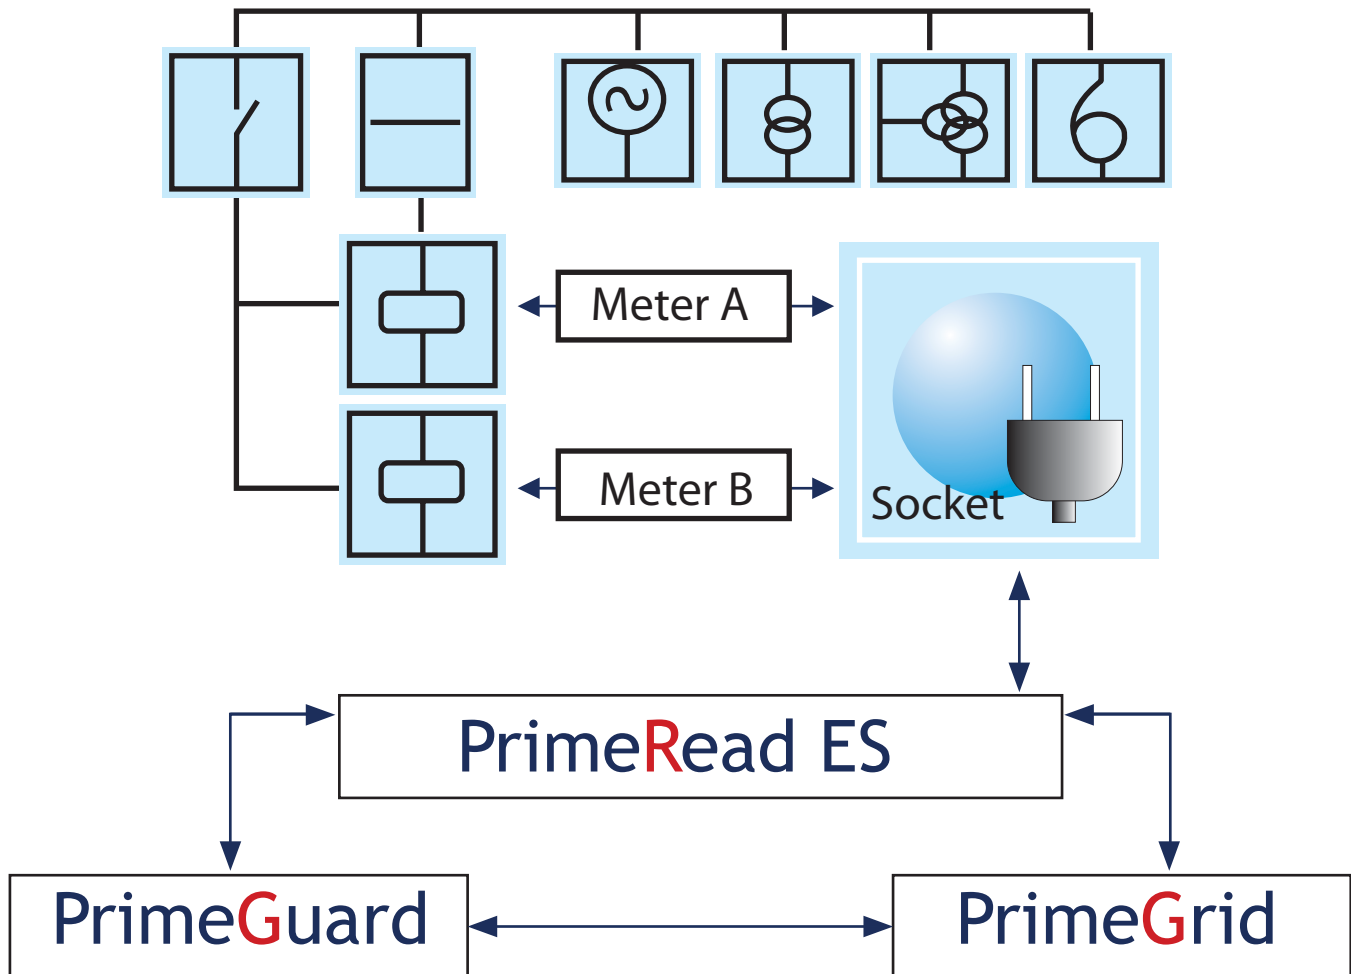 Meter A
Meter B
Socket
PrimeRead ES
PrimeGuard
PrimeGrid